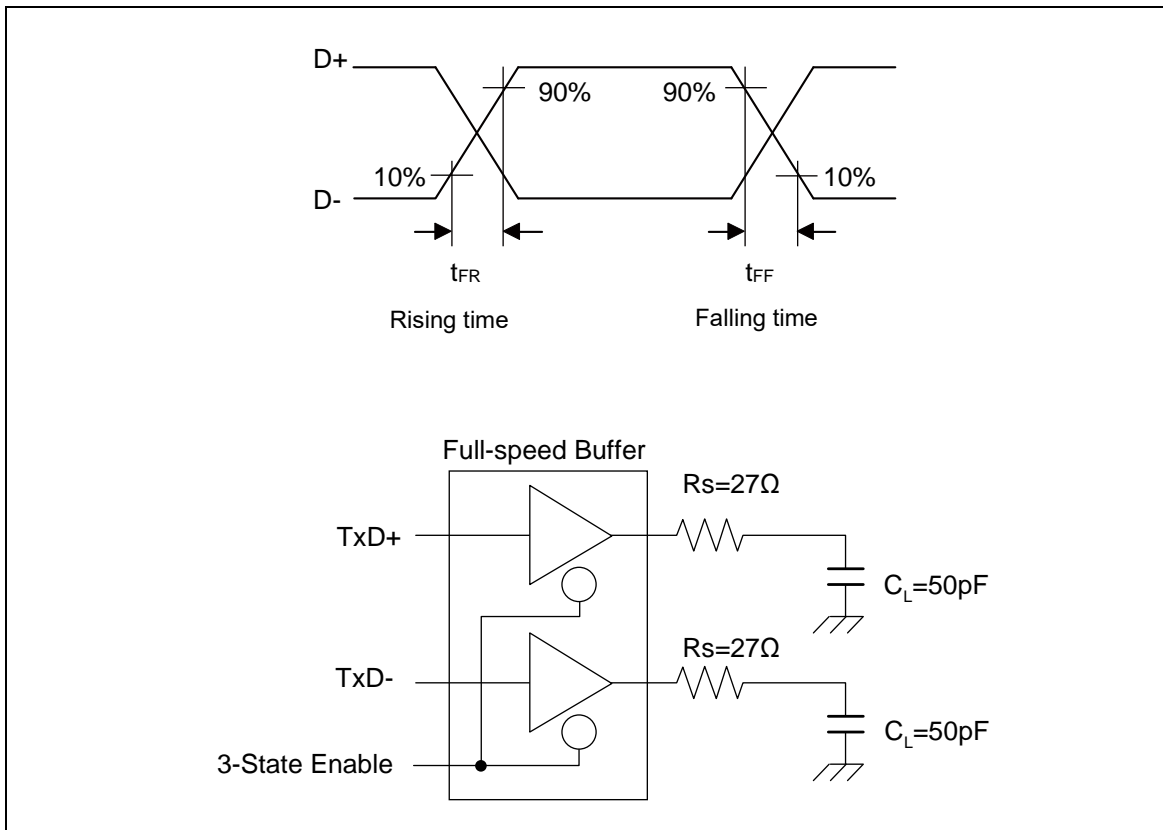 D+
90% 90%
10% 10%
D-
tFR tFF
Rising time Falling time
Full-speed Buffer
Rs=27Ω
TxD+
CL=50pF
Rs=27Ω
TxD-
CL=50pF
3-State Enable